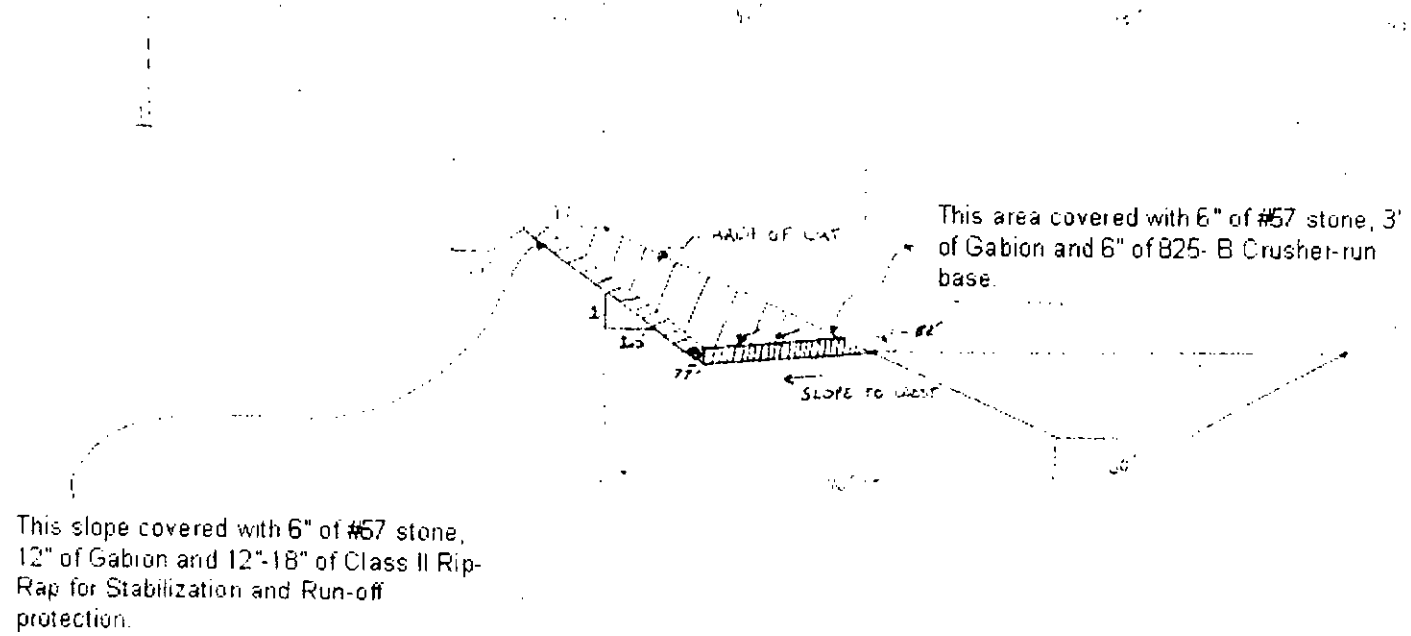 This area covered with 6" of #57 stone, 3'
of Gabion and 6" of 825- B Crusher-run
base.
OF CUT
1
1.5
82'
77'
SLOPE TO WEST
This slope covered with 6" of #57 stone,
12" of Gabion and 12"-18" of Class II Rip-
Rap for Stabilization and Run-off
protection.